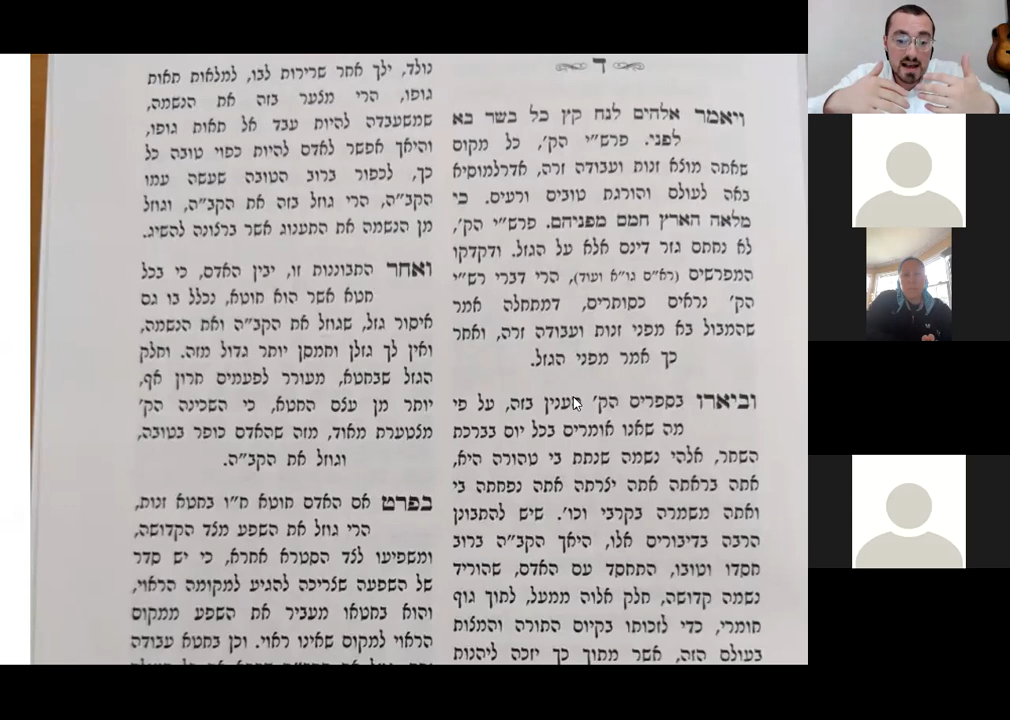 ד
ויאמר אלהים לנח קץ כל בשר בא
לפני. פרש״י הק׳, כל מקום
שאתה מוצא זנות ועבודה זרה, אדרלמוסיא
באה לעולם והורגת טובים ורעים. כי
מלאה הארץ חמס מפניהם. פרש״י הק׳,
לא נחתם גזר דינם אלא על הגזל. ודקדקו
המפרשים (רא״ם גו״א ועוד), הרי דברי רש״י
הק׳ נראים כסותרים, דמתחלה אמר
שהמבול בא מפני זנות ועבודה זרה, ואחר
כך אמר מפני הגזל.
וביארו בספרים הק׳ הענין בזה, על פי
מה שאנו אומרים בכל יום בברכת
השחר, אלהי נשמה שנתת בי טהורה היא,
אתה בראתה אתה יצרתה אתה נפחתה בי
ואתה משמרה בקרבי וכו׳. שיש להתבונן
הרבה בדיבורים אלו, היאך הקב״ה ברוב
חסדו וטובו, התחסד עם האדם, שהוריד
נשמה קדושה, חלק אלוה ממעל, לתוך גוף
חומרי, כדי לזכותו בקיום התורה והמצות
בעולם הזה, אשר מתוך כך יזכה ליהנות
נולד, ילך אחר שרירות לבו, למלאות תאות
גופו, הרי מצער בזה את הנשמה,
שמשעבדה להיות עבד אל תאות גופו,
והיאך אפשר לאדם להיות כפוי טובה כל
כך, לכפור ברוב הטובה שעשה עמו
הקב״ה, הרי גוזל בזה את הקב״ה, וגוזל
מן הנשמה את התענוג אשר ברצונה להשיג.
ואחר התבוננות זו, יבין האדם, כי בכל
חטא אשר הוא חוטא, נכלל בו גם
איסור גזל, שגוזל את הקב״ה ואת הנשמה,
ואין לך גזלן וחמסן יותר גדול מזה. וחלק
הגזל שבחטא, מעורר לפעמים חרון אף,
יותר מן עצם החטא, כי השכינה הק׳
מצטערת מאוד, מזה שהאדם כופר בטובה,
וגוזל את הקב״ה.
בפרט אם האדם חוטא ח״ו בחטא זנות,
הרי גוזל את השפע מצד הקדושה,
ומשפיעו לצד הסטרא אחרא, כי יש סדר
של השפעה שצריכה להגיע למקומה הראוי,
והוא בחטאו מעביר את השפע ממקום
הראוי למקום שאינו ראוי. וכן בחטא עבודה